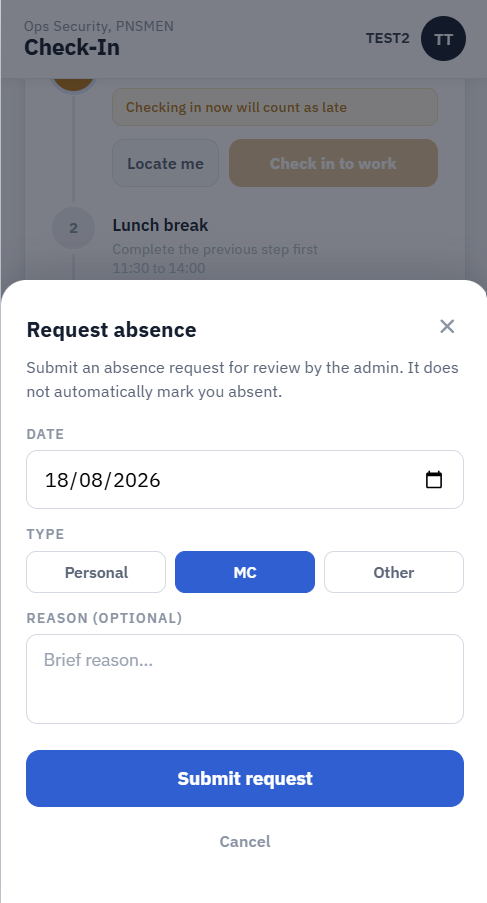 Ops Security, PNSMEN
Check-In
TEST2
TT
Checking in now will count as late
Locate me
Check in to work
2
Lunch break
Complete the previous step first
11:30 to 14:00
Request absence
Submit an absence request for review by the admin. It does
not automatically mark you absent.
DATE
18/08/2026
TYPE
Personal
MC
Other
REASON (OPTIONAL)
Brief reason...
Submit request
Cancel